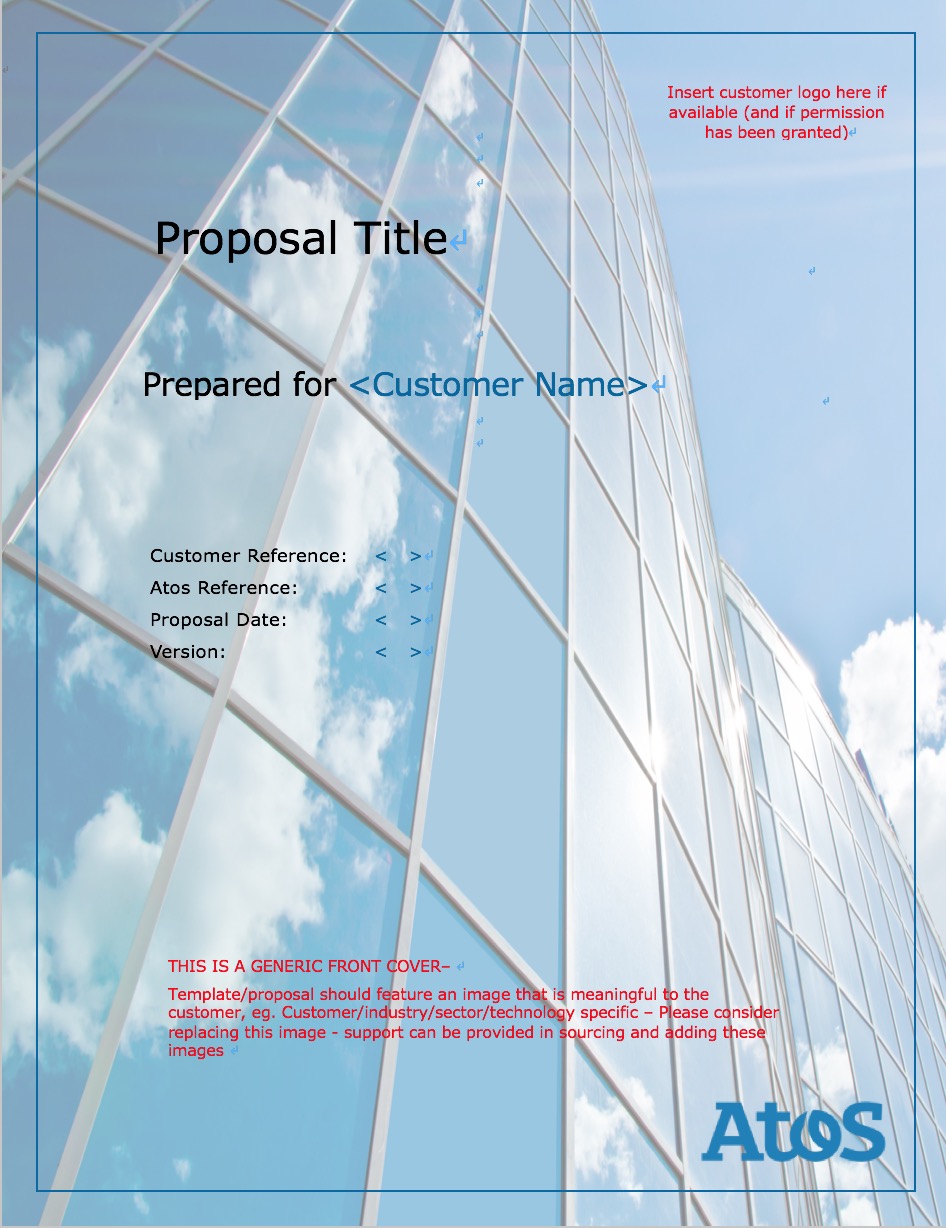 Insert customer logo here if
available (and if permission
has been granted)
Proposal Title
Prepared for <Customer Name>
Customer Reference: < >
Atos Reference: < >
Proposal Date: < >
Version: < >
THIS IS A GENERIC FRONT COVER–
Template/proposal should feature an image that is meaningful to the
customer, eg. Customer/industry/sector/technology specific – Please consider
replacing this image - support can be provided in sourcing and adding these
images
Atos